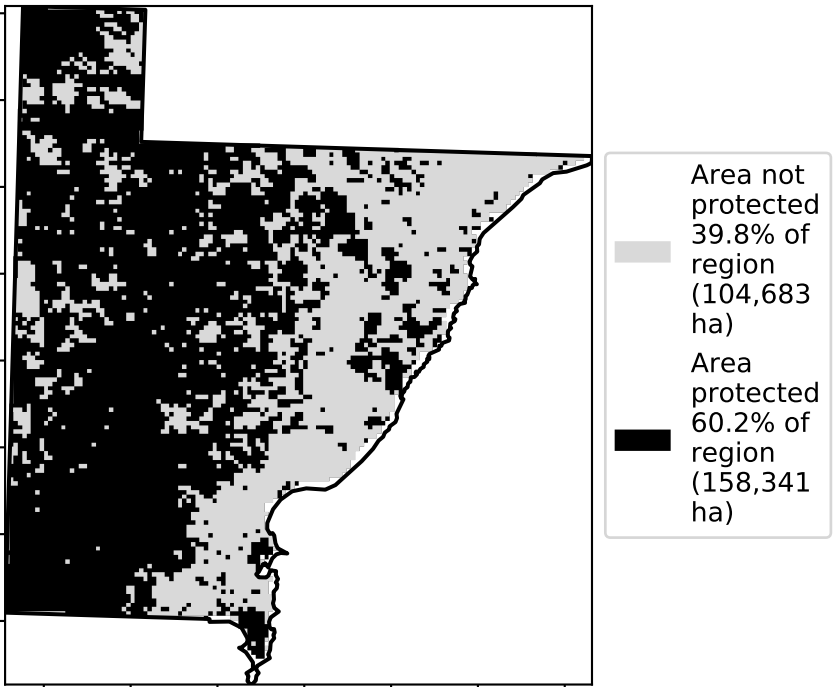 Area not
protected
39.8% of
region
(104,683
ha)
Area
protected
60.2% of
region
(158,341
ha)